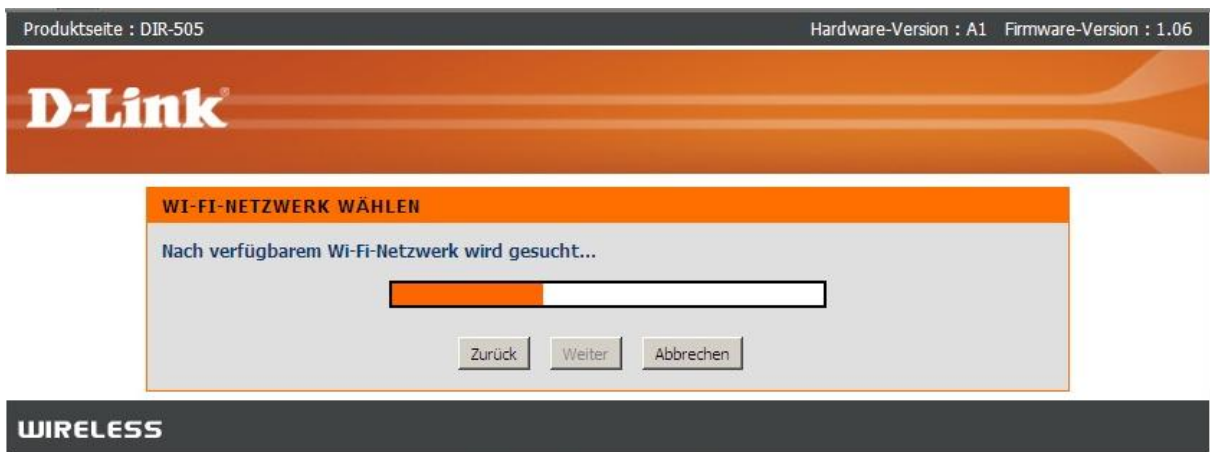 Produktseite : DIR-505 Hardware-Version : A1 Firmware-Version : 1.06
D-Link®
WI-FI-NETZWERK WÄHLEN
Nach verfügbarem Wi-Fi-Netzwerk wird gesucht...
Zurück Weiter Abbrechen
WIRELESS